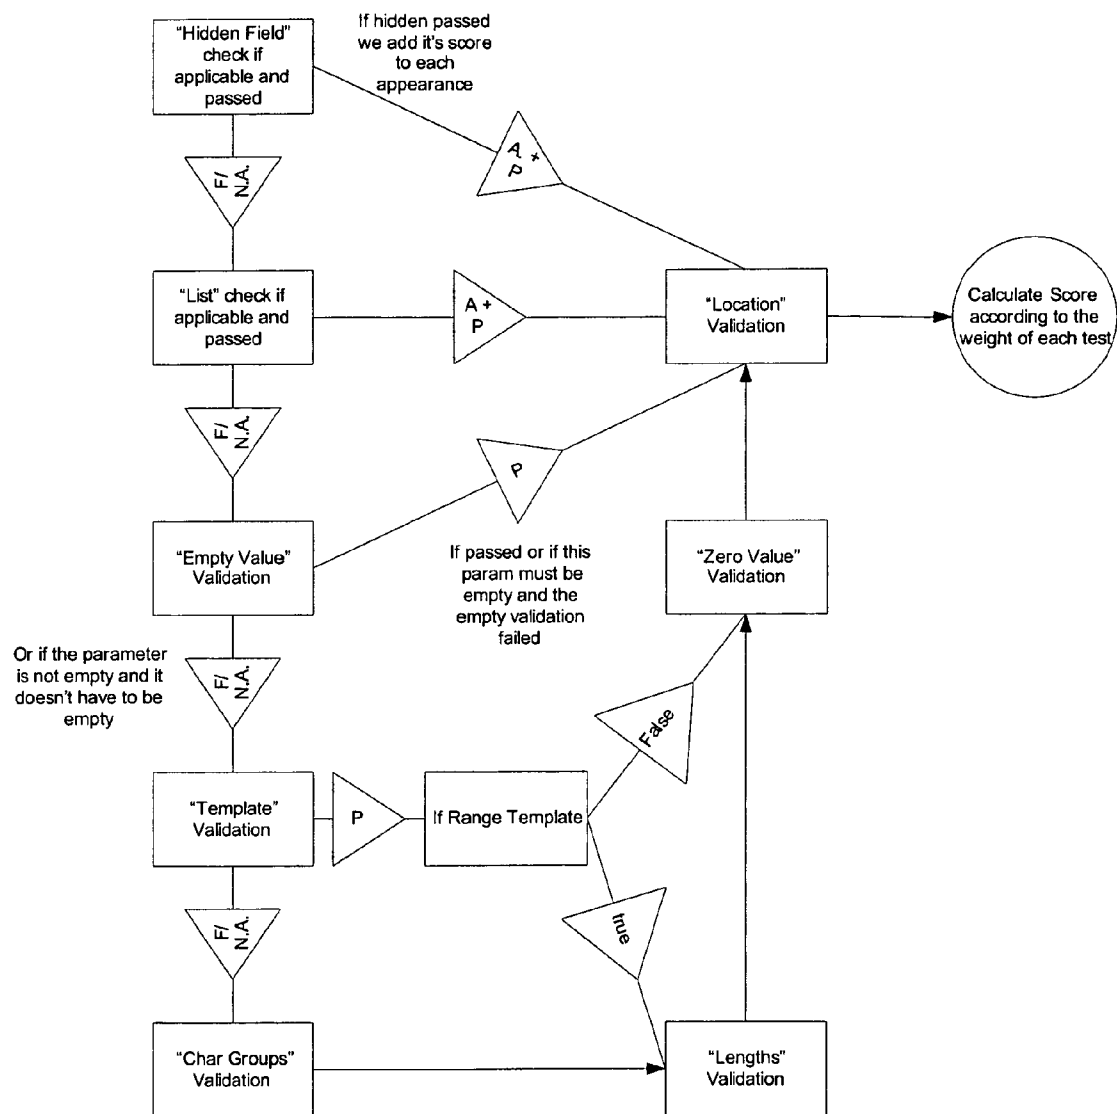 “Hidden Field”
check if
applicable and
passed
If hidden passed
we add it's score
to each
appearance
A +
P
F/
N.A.
“List” check if
applicable and
passed
A +
P
“Location”
Validation
Calculate Score
according to the
weight of each test
F/
N.A.
P
“Empty Value”
Validation
If passed or if this
param must be
empty and the
empty validation
failed
“Zero Value”
Validation
Or if the parameter
is not empty and it
doesn't have to be
empty
F/
N.A.
False
“Template”
Validation
P
If Range Template
F/
N.A.
true
“Char Groups”
Validation
“Lengths”
Validation